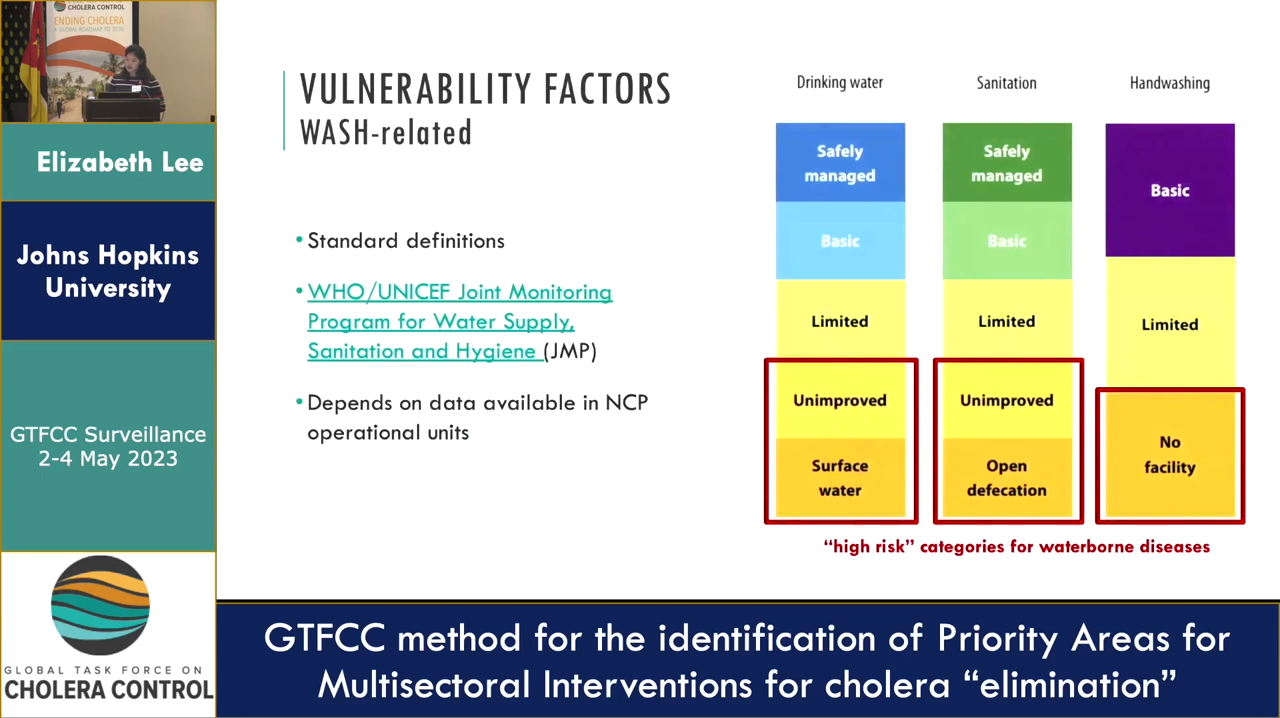 CHOLERA CONTROL
ENDING CHOLERA
A GLOBAL ROADMAP TO 2030
Elizabeth Lee
Johns Hopkins
University
GTFCC Surveillance
2-4 May 2023
GLOBAL TASK FORCE ON
CHOLERA CONTROL
VULNERABILITY FACTORS
WASH-related
• Standard definitions
• WHO/UNICEF Joint Monitoring
Program for Water Supply,
Sanitation and Hygiene (JMP)
• Depends on data available in NCP
operational units
Drinking water
Safely
managed
Basic
Limited
Unimproved
Surface
water
Sanitation
Safely
managed
Basic
Limited
Unimproved
Open
defecation
Handwashing
Basic
Limited
No
facility
“high risk” categories for waterborne diseases
GTFCC method for the identification of Priority Areas for
Multisectoral Interventions for cholera “elimination”